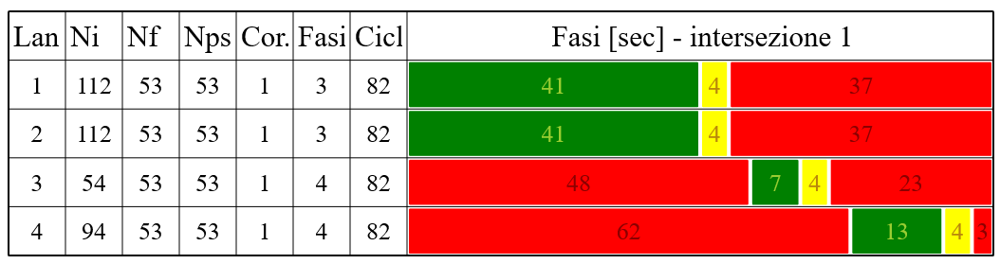 Lan Ni Nf Nps Cor. Fasi Cicl Fasi [sec] - intersezione 1
1 112 53 53 1 3 82 41 4 37
2 112 53 53 1 3 82 41 4 37
3 54 53 53 1 4 82 48 7 4 23
4 94 53 53 1 4 82 62 13 4 3